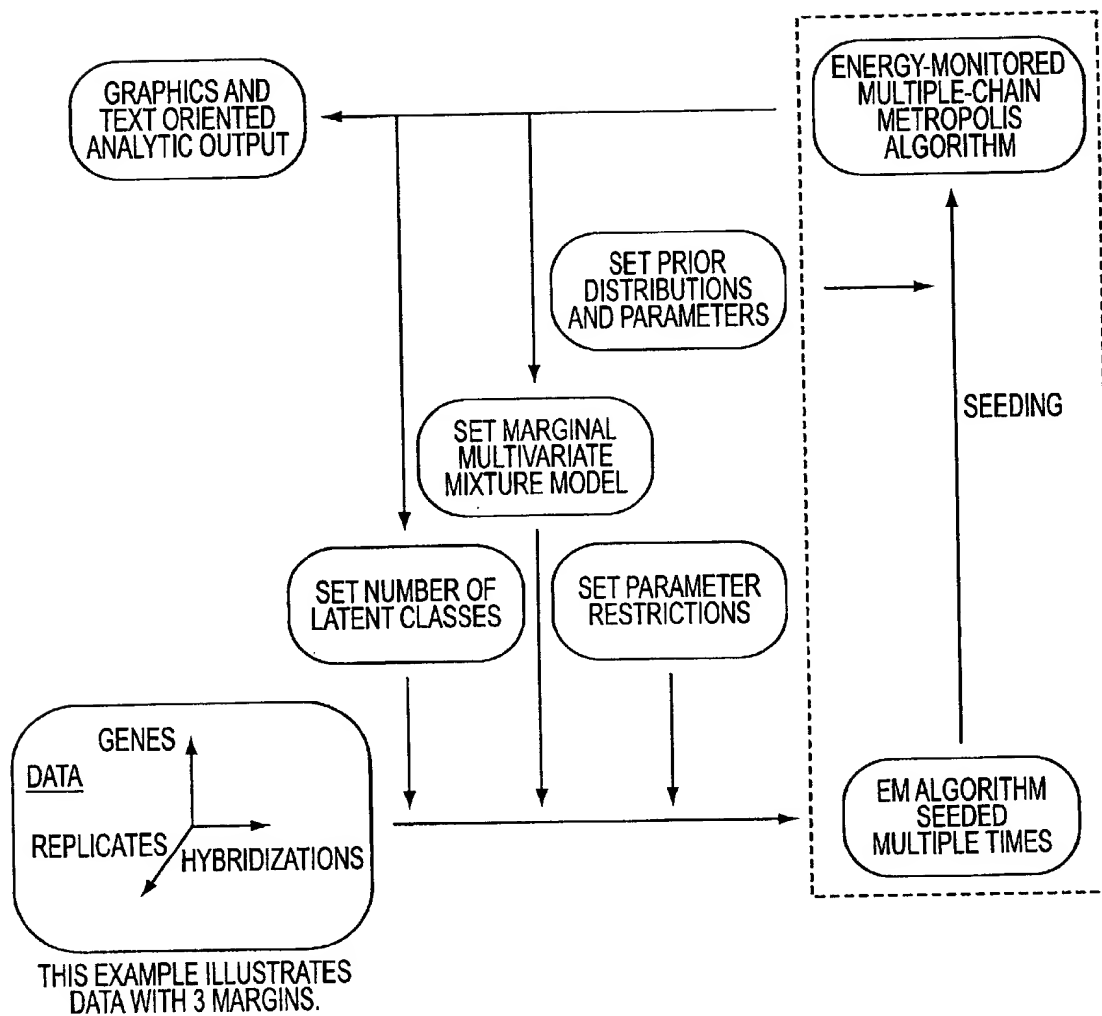 GRAPHICS AND
TEXT ORIENTED
ANALYTIC OUTPUT
ENERGY-MONITORED
MULTIPLE-CHAIN
METROPOLIS
ALGORITHM
SET PRIOR
DISTRIBUTIONS
AND PARAMETERS
SEEDING
SET MARGINAL
MULTIVARIATE
MIXTURE MODEL
SET NUMBER OF
LATENT CLASSES
SET PARAMETER
RESTRICTIONS
GENES
DATA
REPLICATES
HYBRIDIZATIONS
EM ALGORITHM
SEEDED
MULTIPLE TIMES
THIS EXAMPLE ILLUSTRATES
DATA WITH 3 MARGINS.